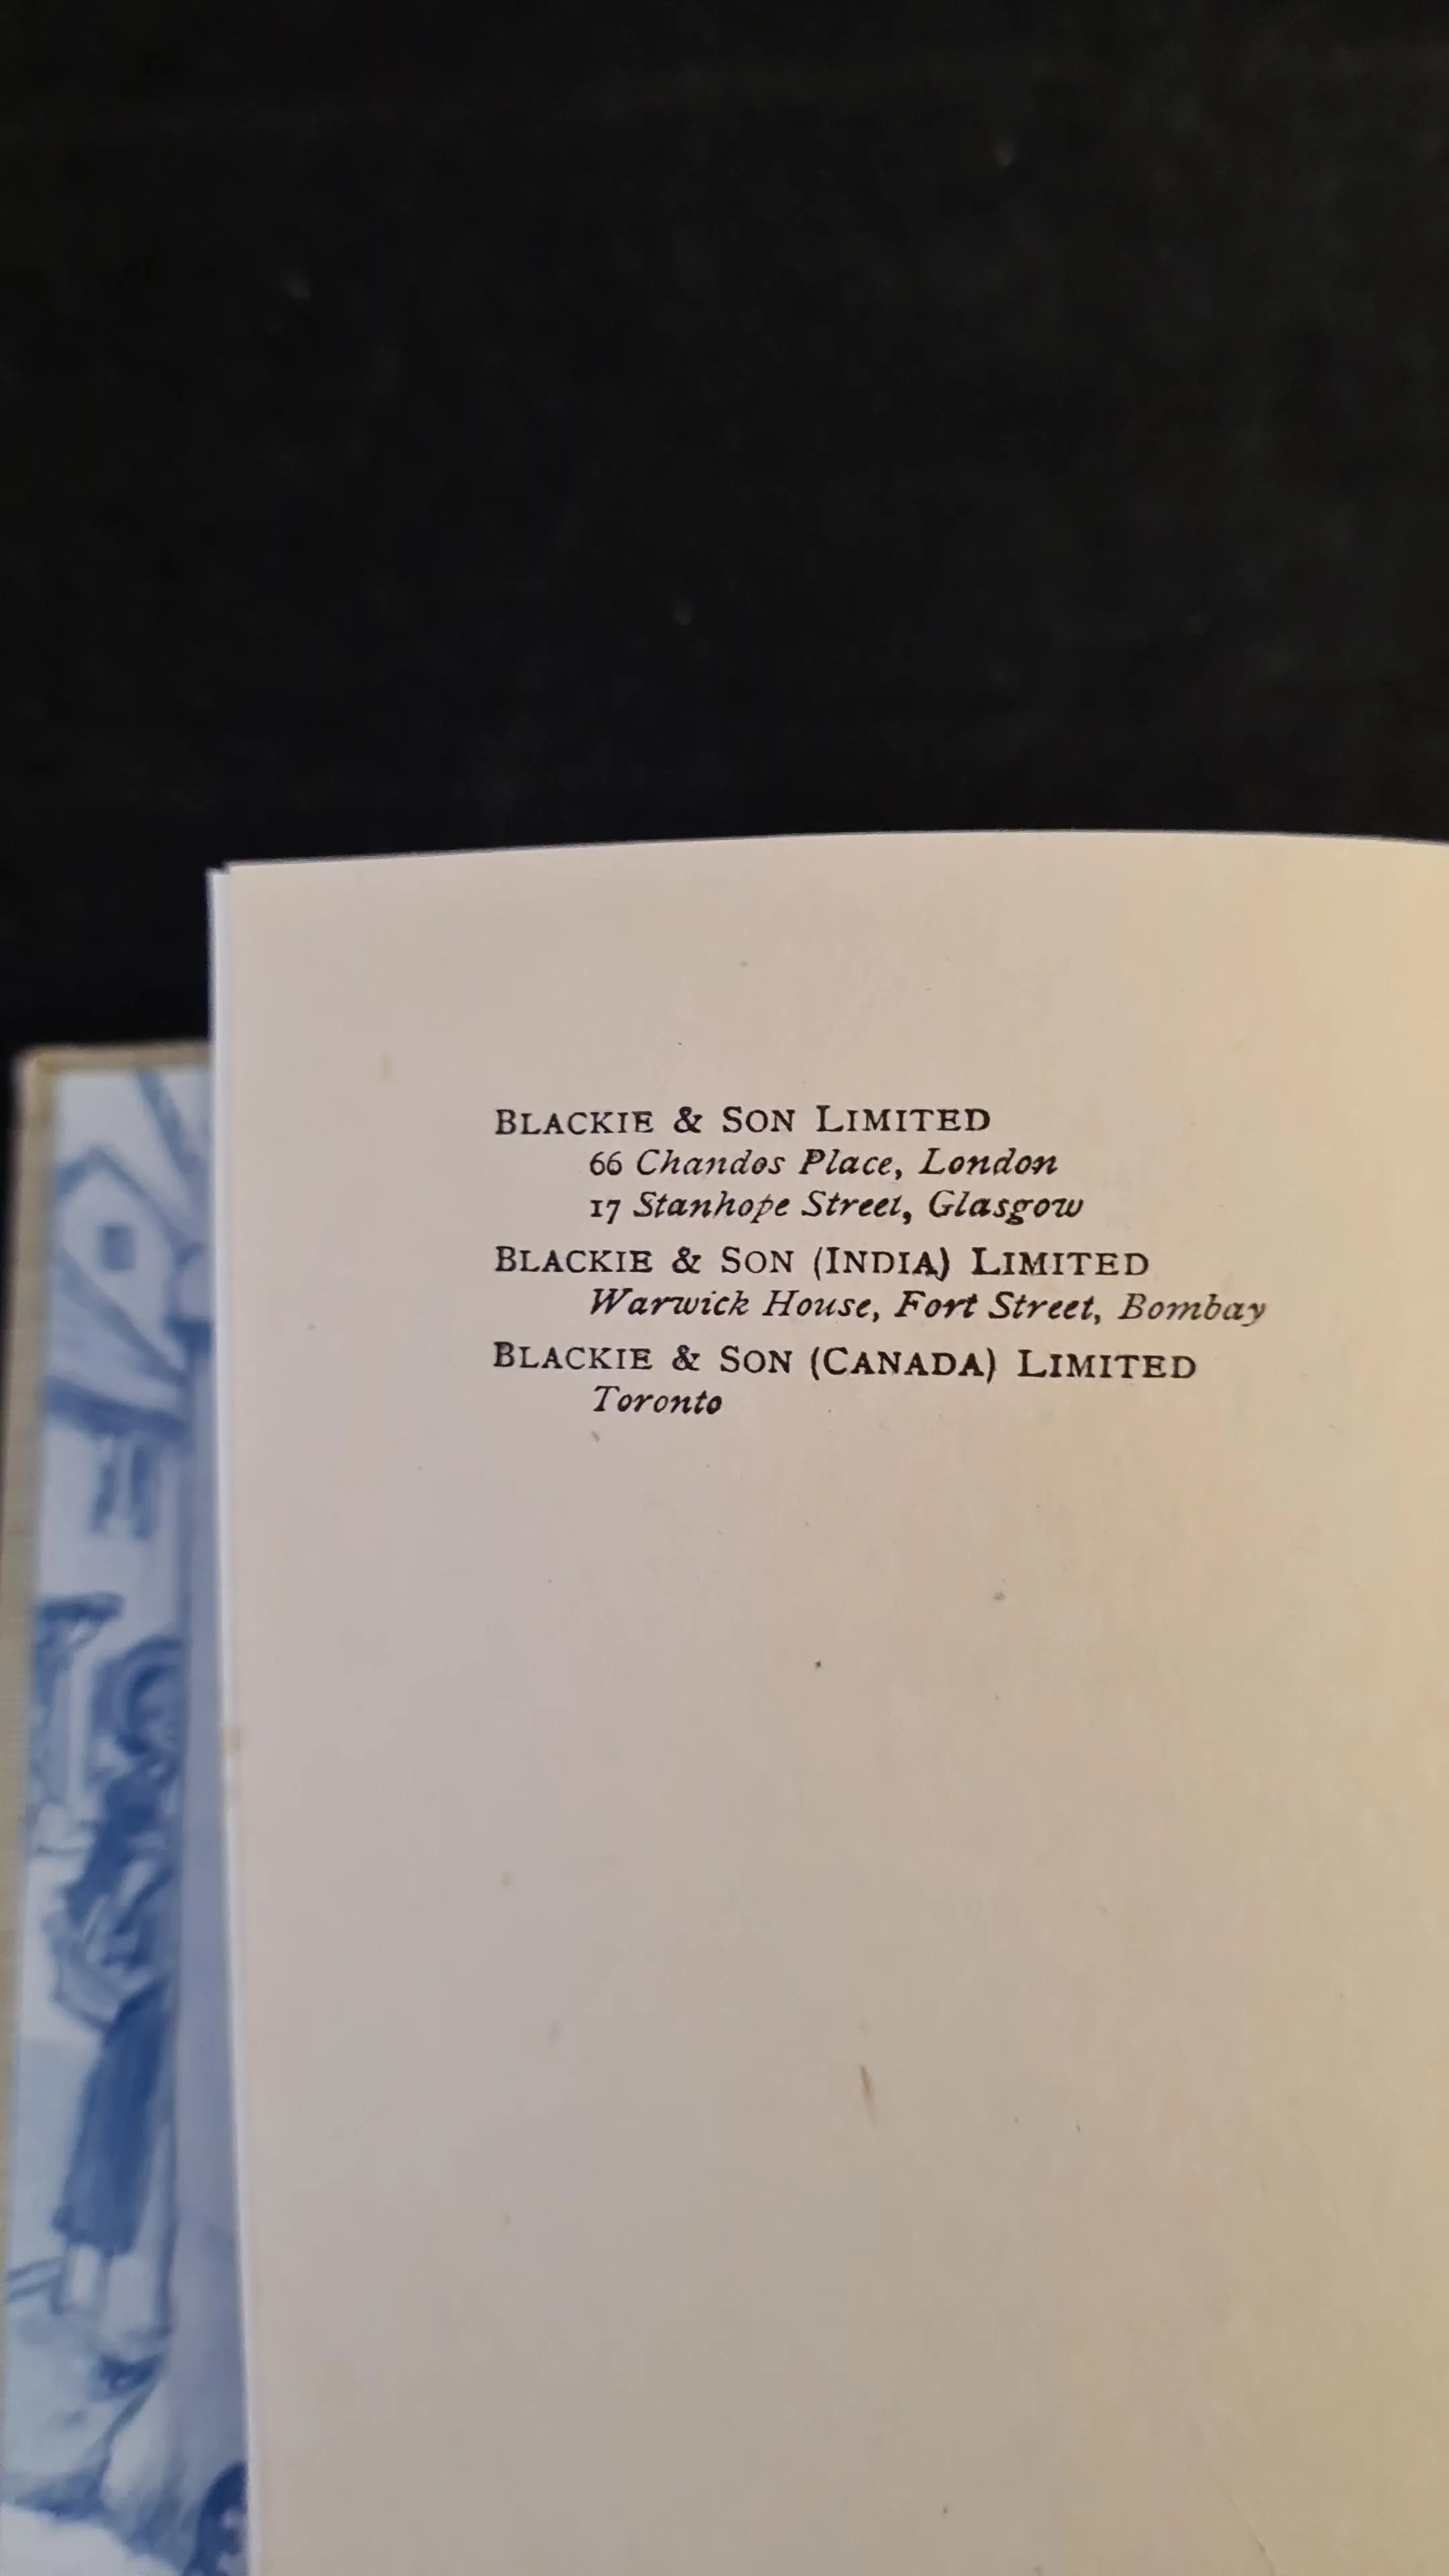 BLACKIE & SON LIMITED
66 Chandos Place, London
17 Stanhope Street, Glasgow
BLACKIE & SON (INDIA) LIMITED
Warwick House, Fort Street, Bombay
BLACKIE & SON (CANADA) LIMITED
Toronto